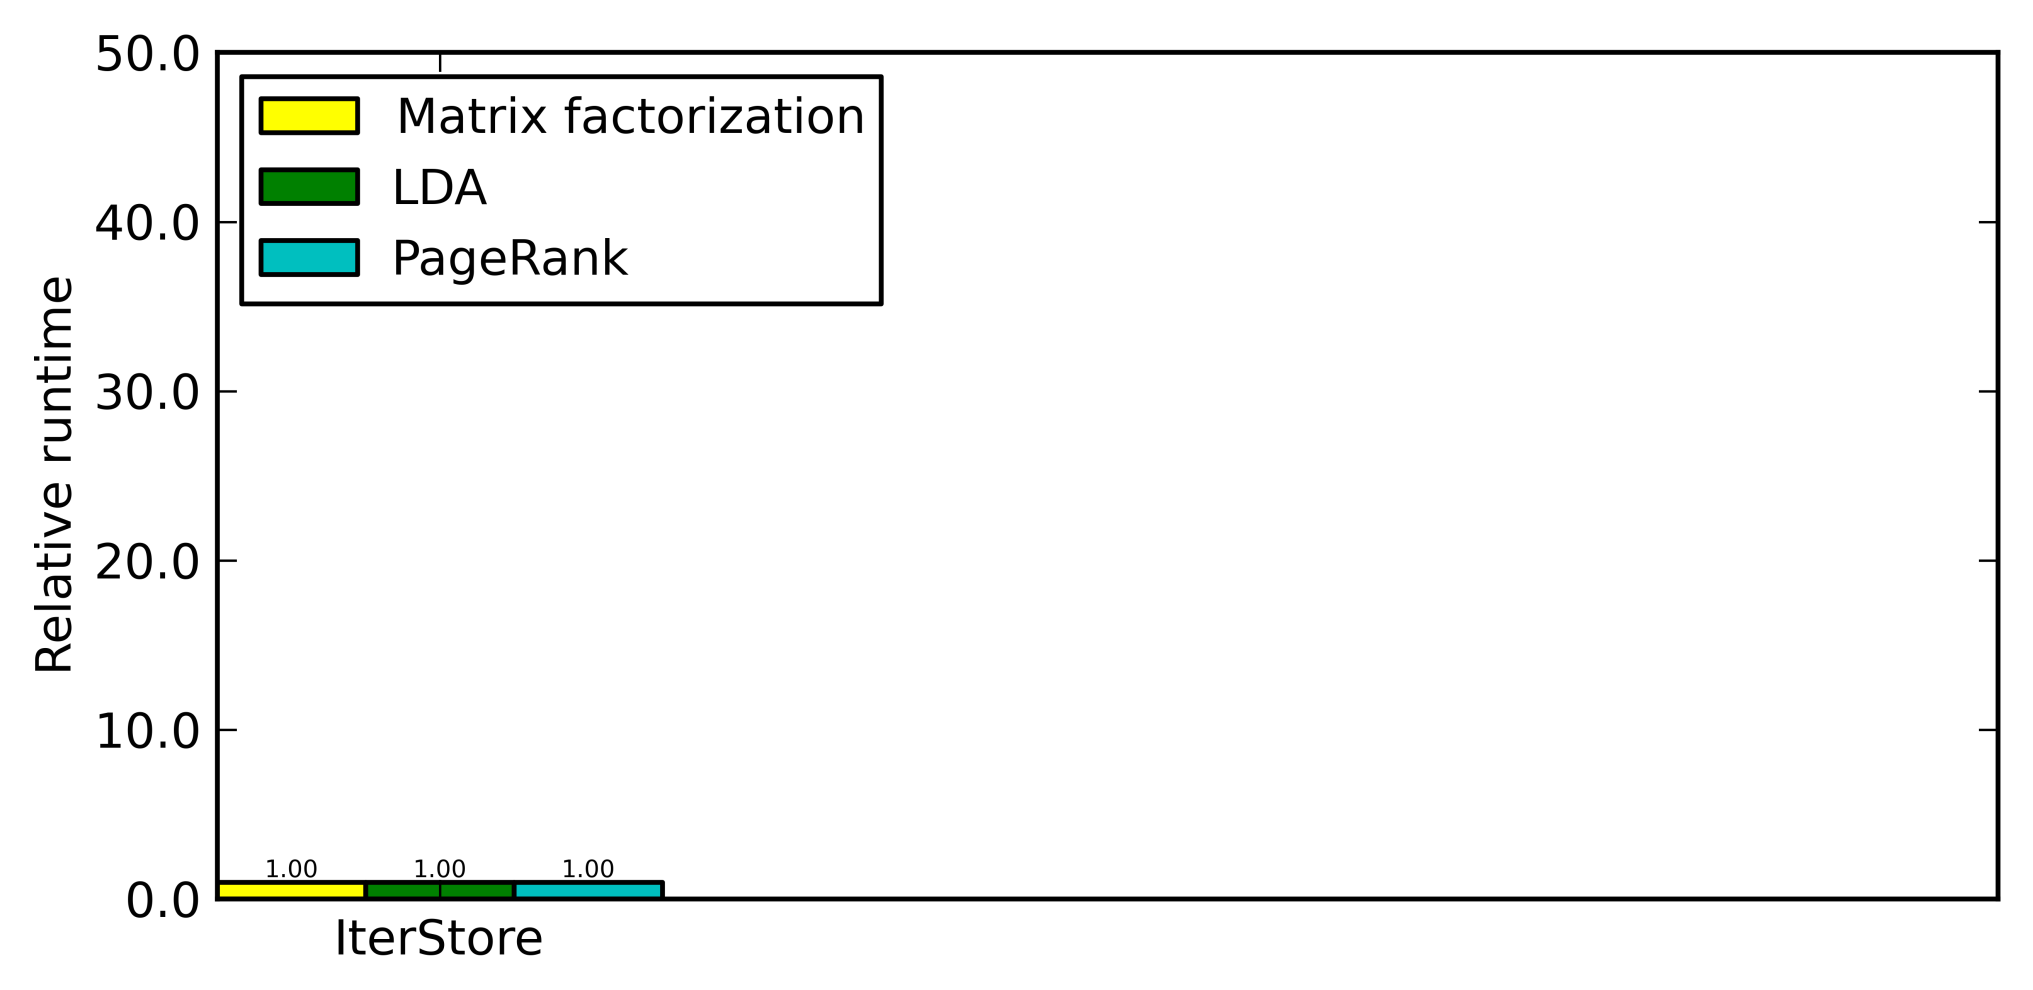 50.0
40.0
30.0
20.0
10.0
0.0
Relative runtime
Matrix factorization
LDA
PageRank
1.00 1.00 1.00
IterStore